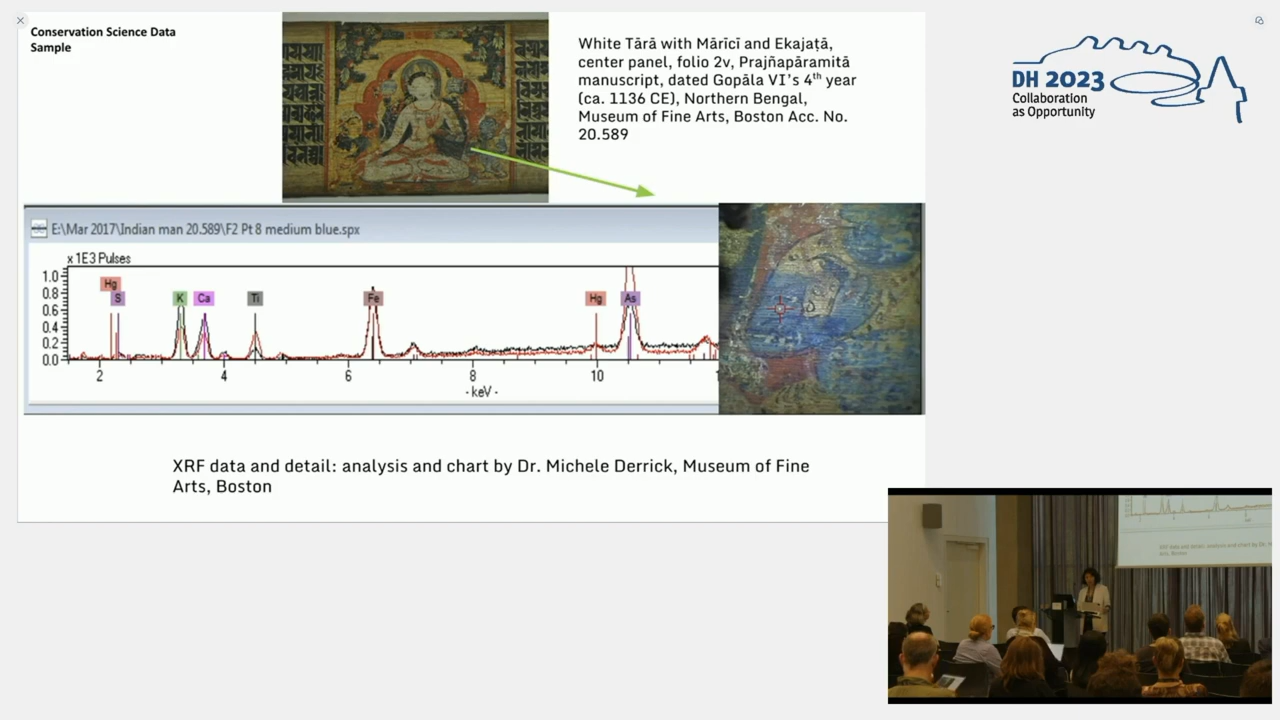 Conservation Science Data
Sample
White Tārā with Mārīcī and Ekajaṭā,
center panel, folio 2v, Prajñapāramitā
manuscript, dated Gopāla VI's 4th year
(ca. 1136 CE), Northern Bengal,
Museum of Fine Arts, Boston Acc. No.
20.589
DH 2023
Collaboration
as Opportunity
E:\Mar 2017\Indian man 20.589\F2 Pt 8 medium blue.spx
x 1E3 Pulses
1.0
0.8
0.6
0.4
0.2
0.0
Hg
S
K
Ca
Ti
Fe
Hg
As
2
4
6
8
10
- keV -
XRF data and detail: analysis and chart by Dr. Michele Derrick, Museum of Fine
Arts, Boston